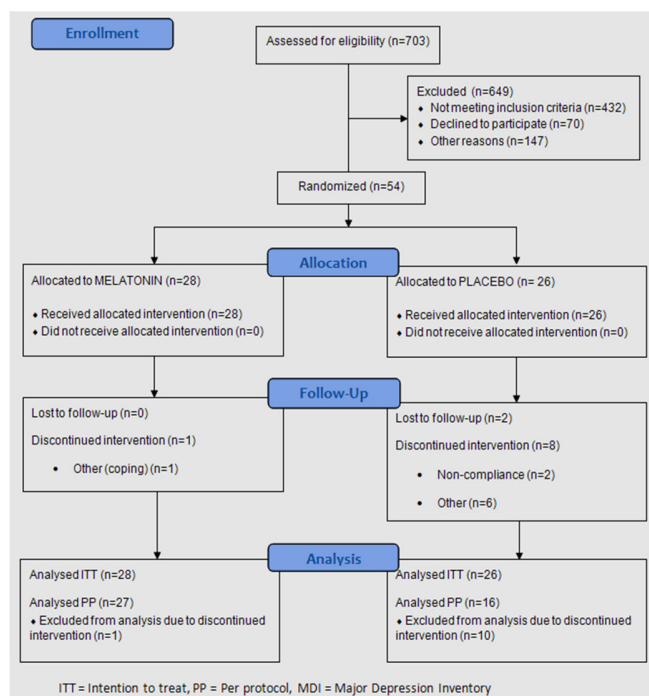 Enrollment
Assessed for eligibility (n=703)
Excluded (n=649)
♦ Not meeting inclusion criteria (n=432)
♦ Declined to participate (n=70)
♦ Other reasons (n=147)
Randomized (n=54)
Allocation
Allocated to MELATONIN (n=28)
♦ Received allocated intervention (n=28)
♦ Did not receive allocated intervention (n=0)
Allocated to PLACEBO (n= 26)
♦ Received allocated intervention (n=26)
♦ Did not receive allocated intervention (n=0)
Follow-Up
Lost to follow-up (n=0)
Discontinued intervention (n=1)
• Other (coping) (n=1)
Lost to follow-up (n=2)
Discontinued intervention (n=8)
• Non-compliance (n=2)
• Other (n=6)
Analysis
Analysed ITT (n=28)
Analysed PP (n=27)
♦ Excluded from analysis due to discontinued
intervention (n=1)
Analysed ITT (n=26)
Analysed PP (n=16)
♦ Excluded from analysis due to discontinued
intervention (n=10)
ITT = Intention to treat, PP = Per protocol, MDI = Major Depression Inventory